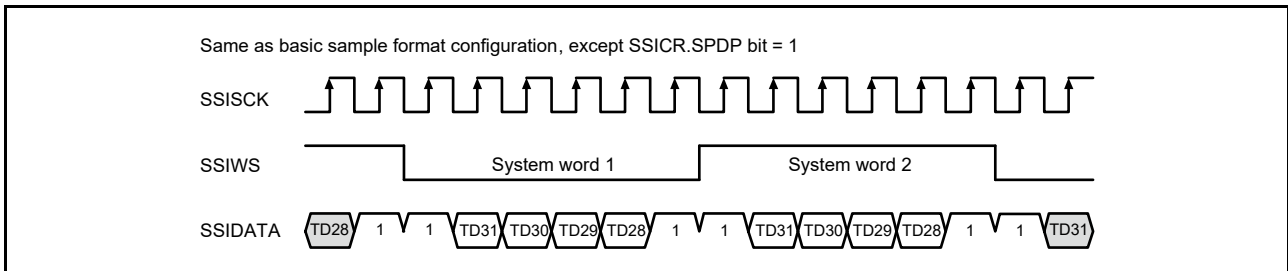 Same as basic sample format configuration, except SSICR.SPDP bit = 1
SSISCK
SSIWS System word 1 System word 2
SSIDATA TD28 1 1 TD31 TD30 TD29 TD28 1 1 TD31 TD30 TD29 TD28 1 1 TD31